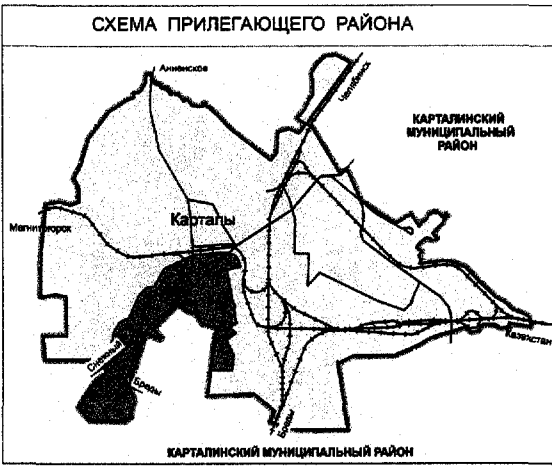 СХЕМА ПРИЛЕГАЮЩЕГО РАЙОНА
Анненское
Челябинск
КАРТАЛИНСКИЙ
МУНИЦИПАЛЬНЫЙ
РАЙОН
Карталы
Магнитогорск
Казахстан
Снежный
Бреды
Бреды
КАРТАЛИНСКИЙ МУНИЦИПАЛЬНЫЙ РАЙОН